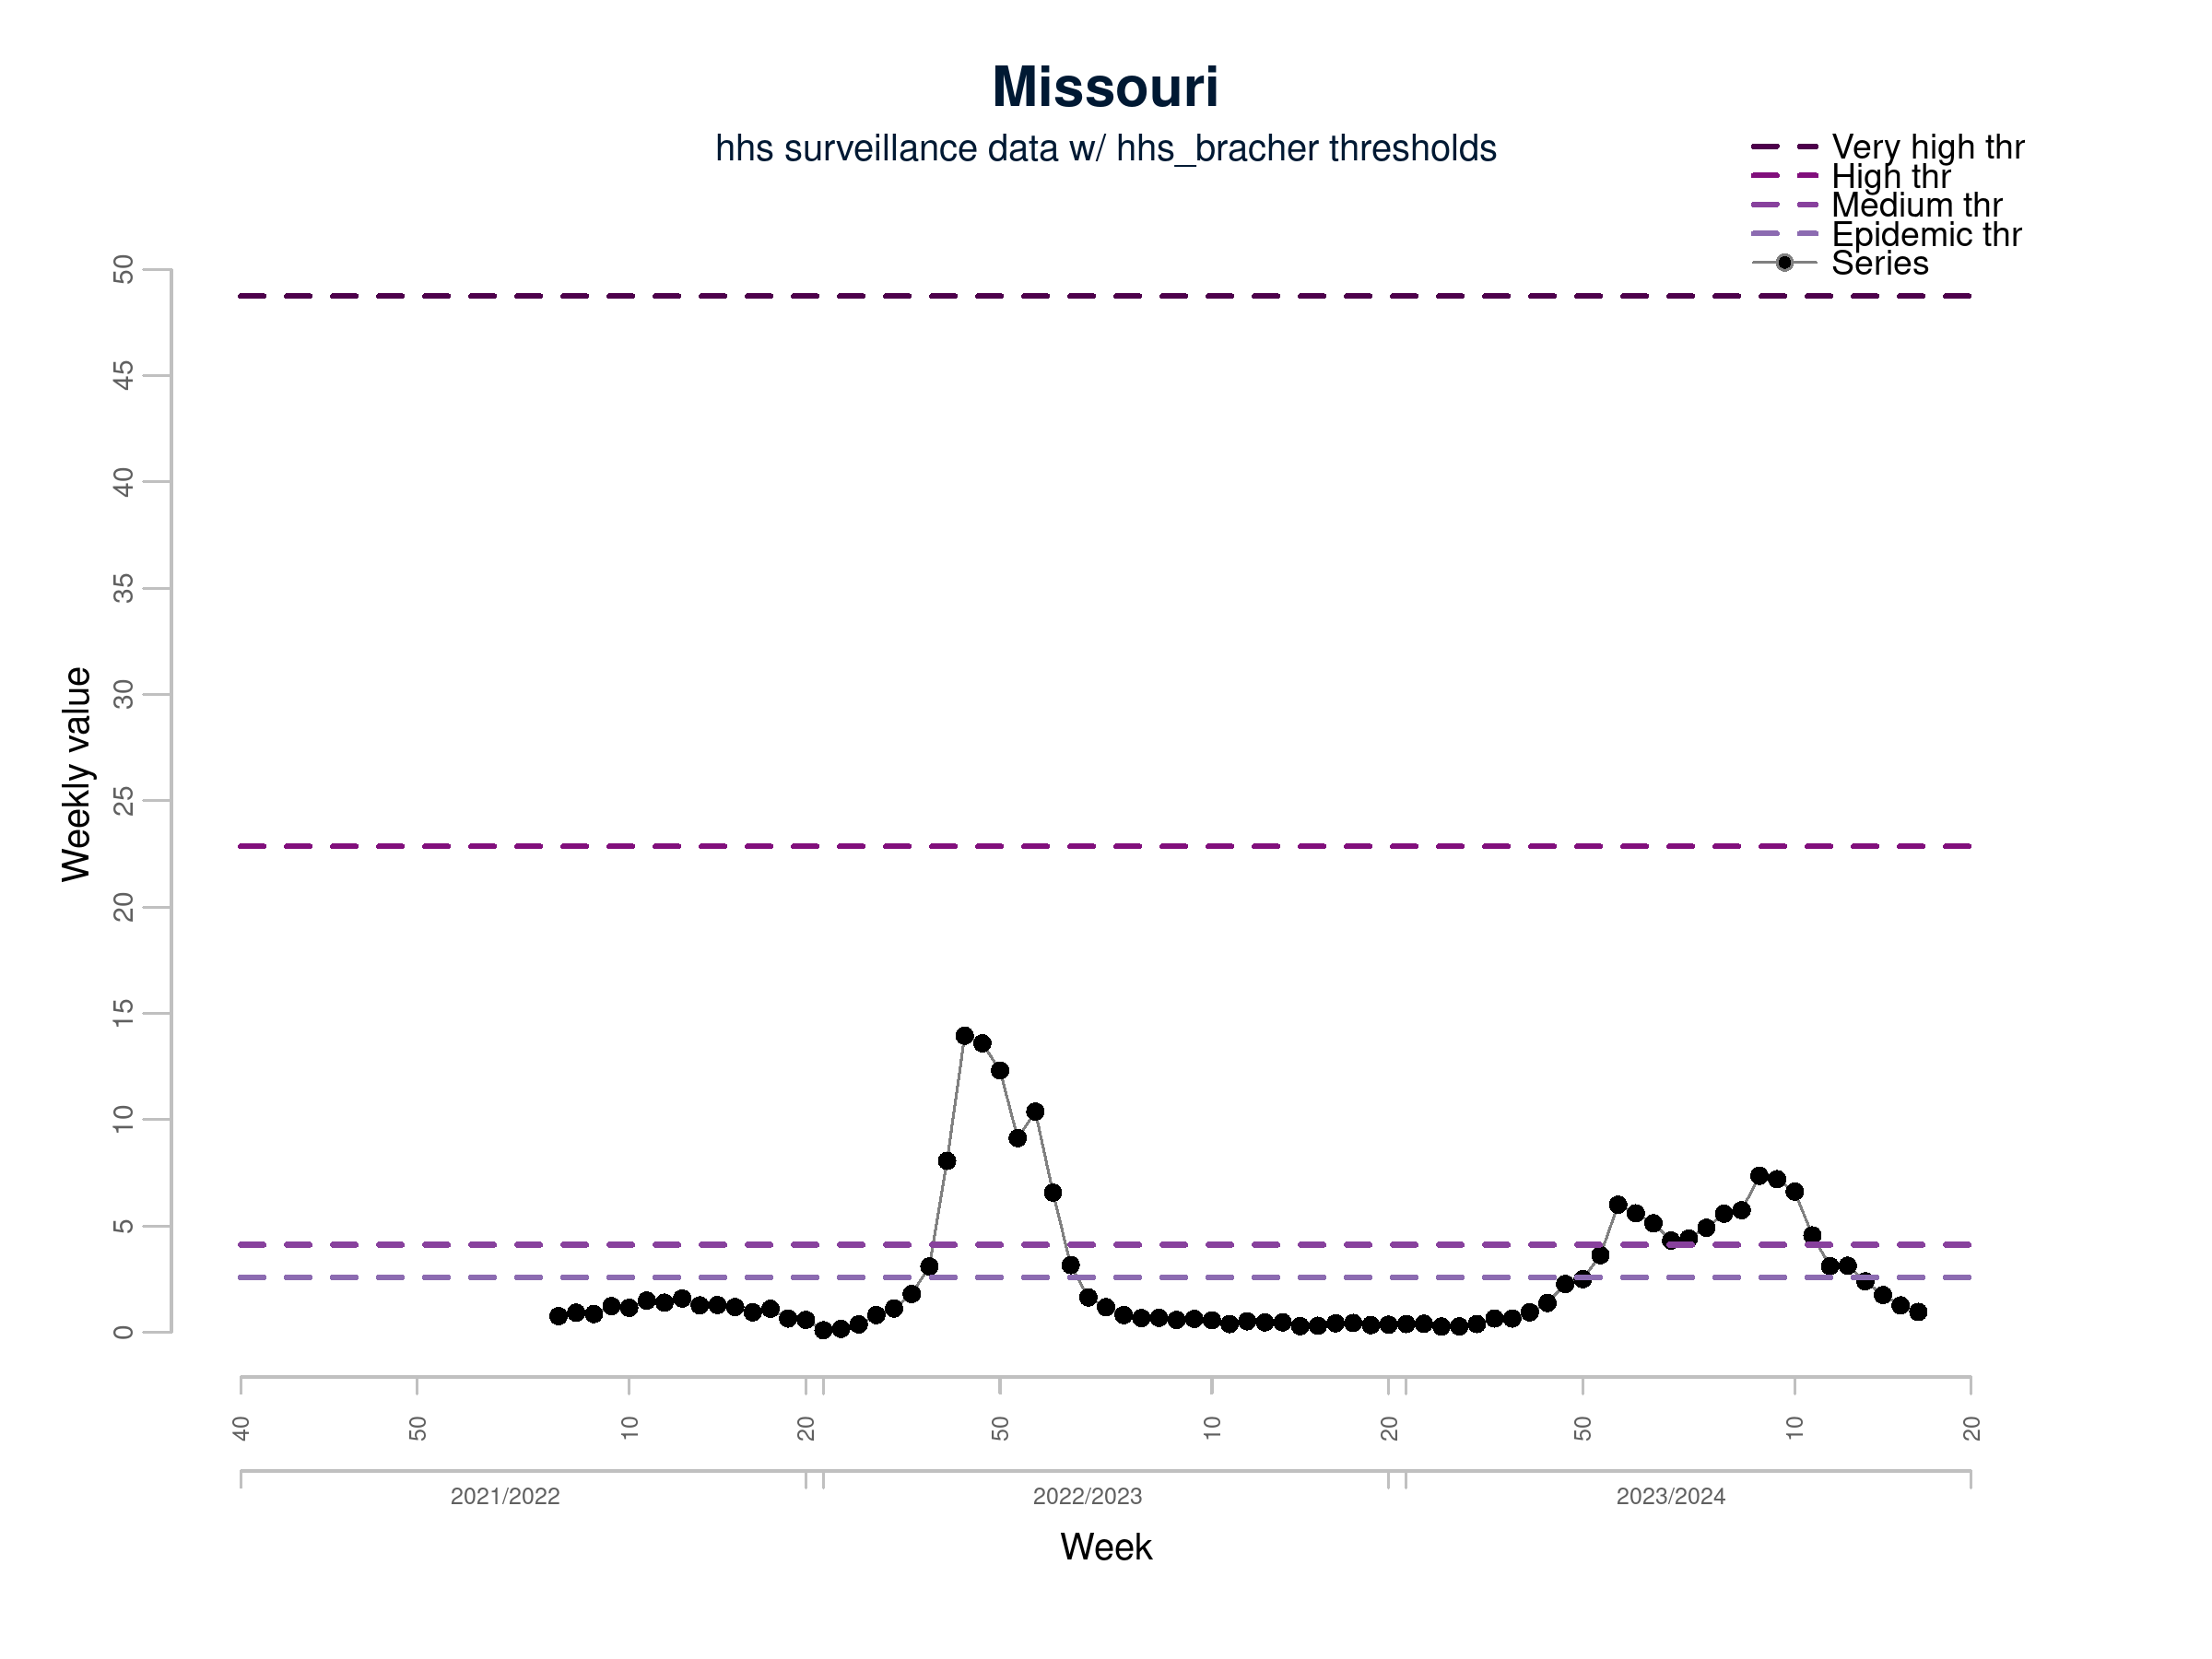 Missouri
hhs surveillance data w/ hhs_bracher thresholds
Very high thr
High thr
Medium thr
Epidemic thr
Series
50
45
40
35
30
25
20
15
10
5
0
Weekly value
40 50 10 20 50 10 20 50 10 20
2021/2022 2022/2023 2023/2024
Week